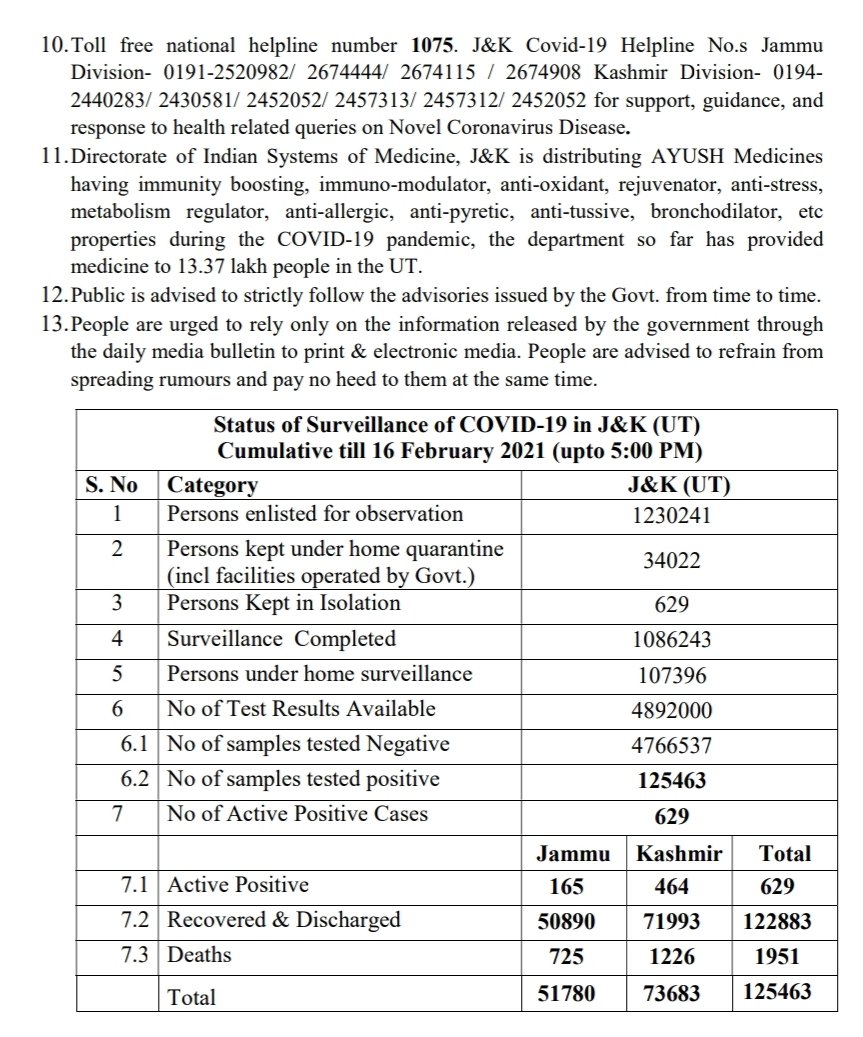 10. Toll free national helpline number 1075. J&K Covid-19 Helpline No.s Jammu
Division- 0191-2520982/ 2674444/ 2674115 / 2674908 Kashmir Division- 0194-
2440283/ 2430581/ 2452052/ 2457313/ 2457312/ 2452052 for support, guidance, and
response to health related queries on Novel Coronavirus Disease.
11. Directorate of Indian Systems of Medicine, J&K is distributing AYUSH Medicines
having immunity boosting, immuno-modulator, anti-oxidant, rejuvenator, anti-stress,
metabolism regulator, anti-allergic, anti-pyretic, anti-tussive, bronchodilator, etc
properties during the COVID-19 pandemic, the department so far has provided
medicine to 13.37 lakh people in the UT.
12. Public is advised to strictly follow the advisories issued by the Govt. from time to time.
13. People are urged to rely only on the information released by the government through
the daily media bulletin to print & electronic media. People are advised to refrain from
spreading rumours and pay no heed to them at the same time.
Status of Surveillance of COVID-19 in J&K (UT)
Cumulative till 16 February 2021 (upto 5:00 PM)
S. No Category J&K (UT)
1 Persons enlisted for observation 1230241
2 Persons kept under home quarantine
(incl facilities operated by Govt.) 34022
3 Persons Kept in Isolation 629
4 Surveillance Completed 1086243
5 Persons under home surveillance 107396
6 No of Test Results Available 4892000
6.1 No of samples tested Negative 4766537
6.2 No of samples tested positive 125463
7 No of Active Positive Cases 629
Jammu Kashmir Total
7.1 Active Positive 165 464 629
7.2 Recovered & Discharged 50890 71993 122883
7.3 Deaths 725 1226 1951
Total 51780 73683 125463